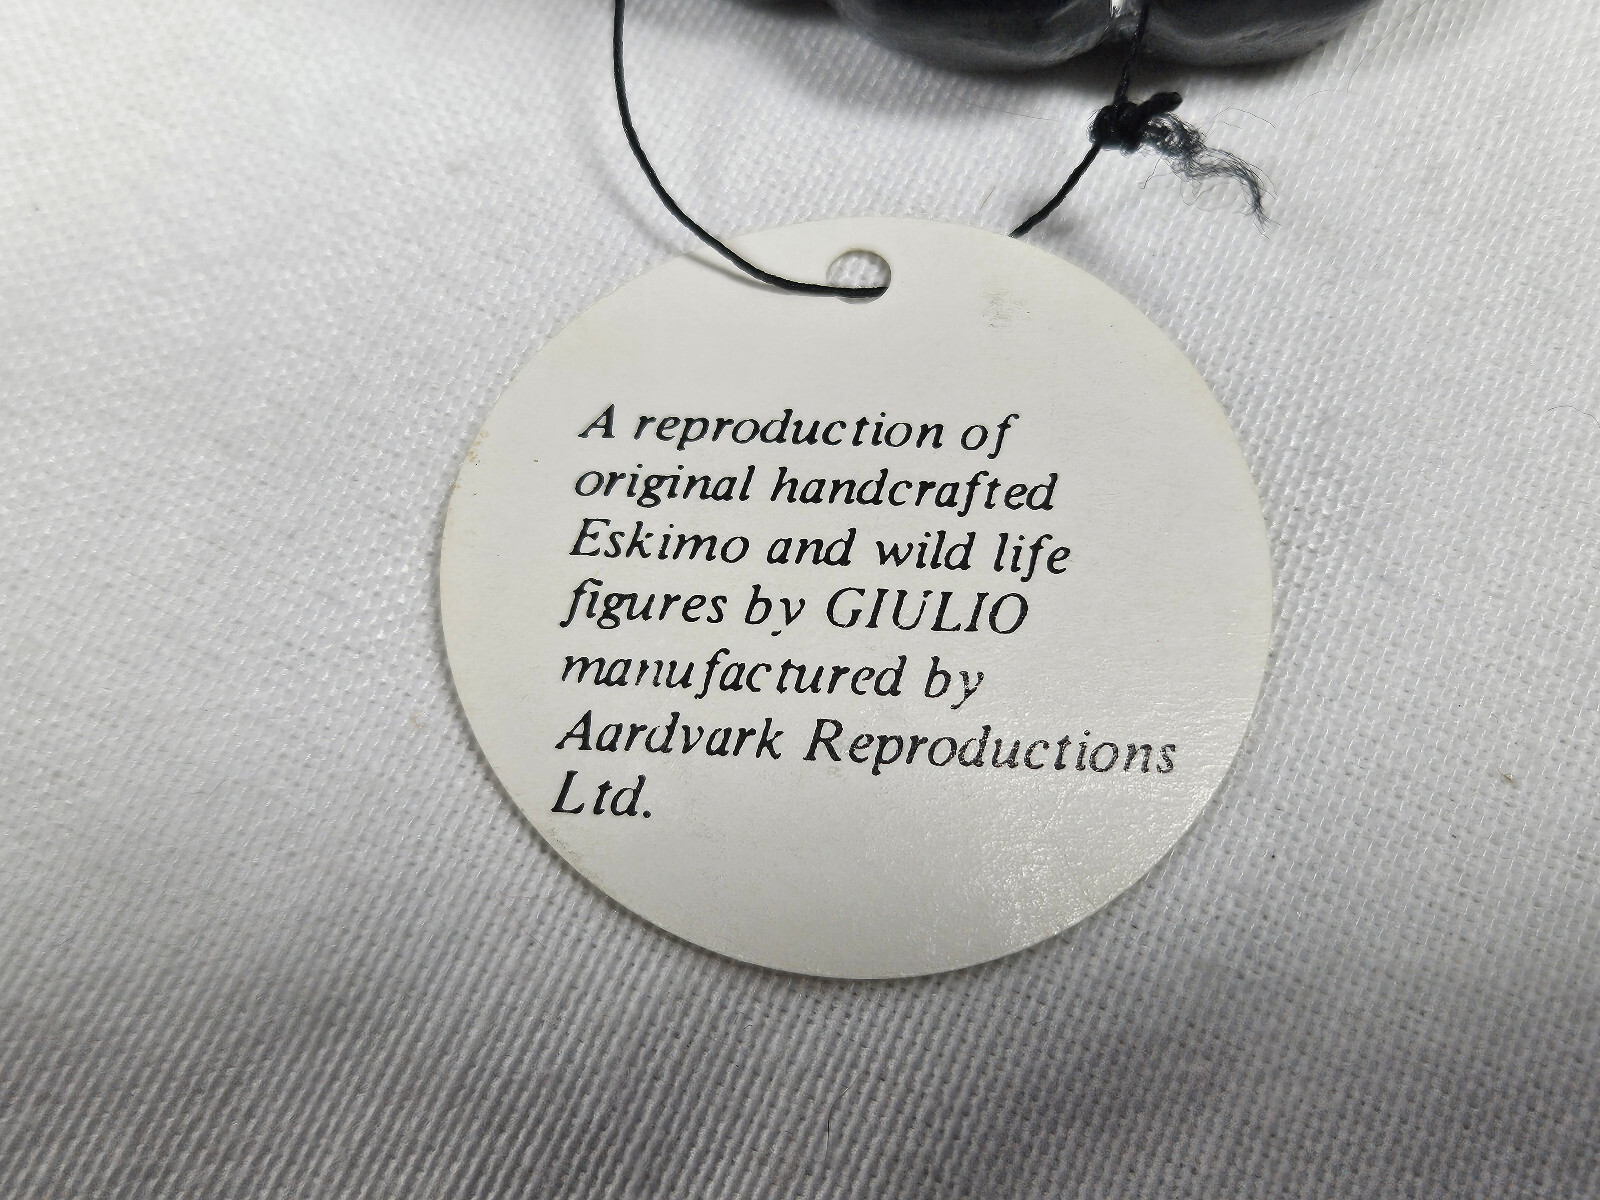 A reproduction of
original handcrafted
Eskimo and wild life
figures by GIULIO
manufactured by
Aardvark Reproductions
Ltd.